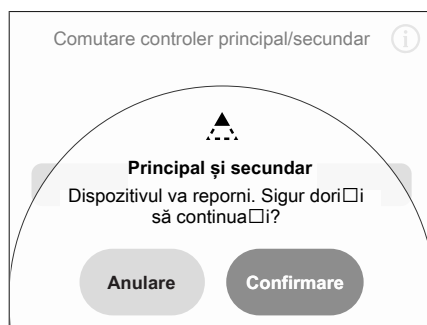 Comutare controler principal/secundar
Principal și secundar
Dispozitivul va reporni. Sigur dori□i
să continua□i?
Anulare
Confirmare